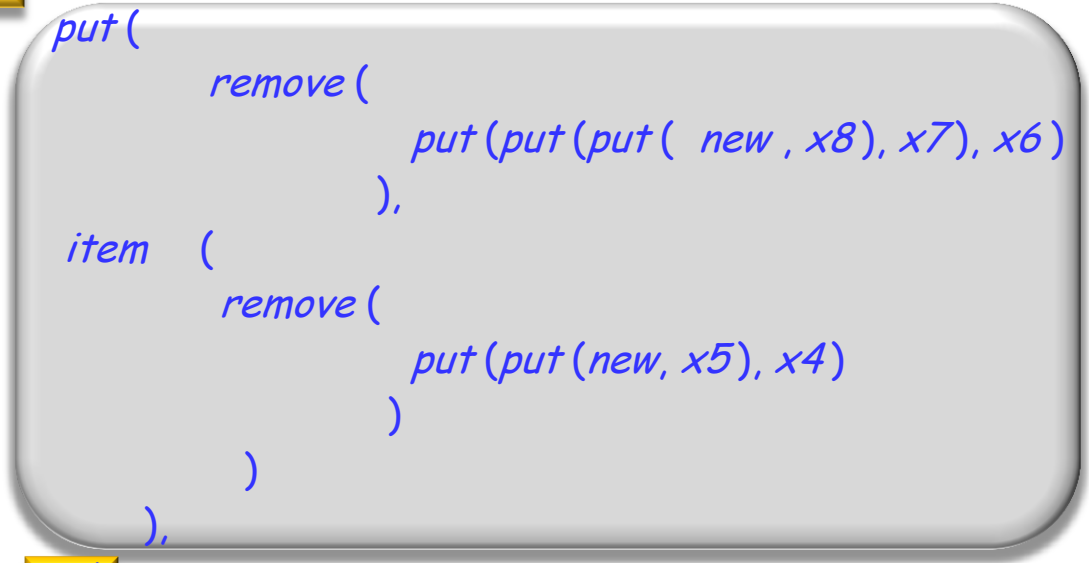 put (
remove (
put (put (put ( new , x8 ), x7 ), x6 )
),
item (
remove (
put (put (new, x5 ), x4 )
)
)
),